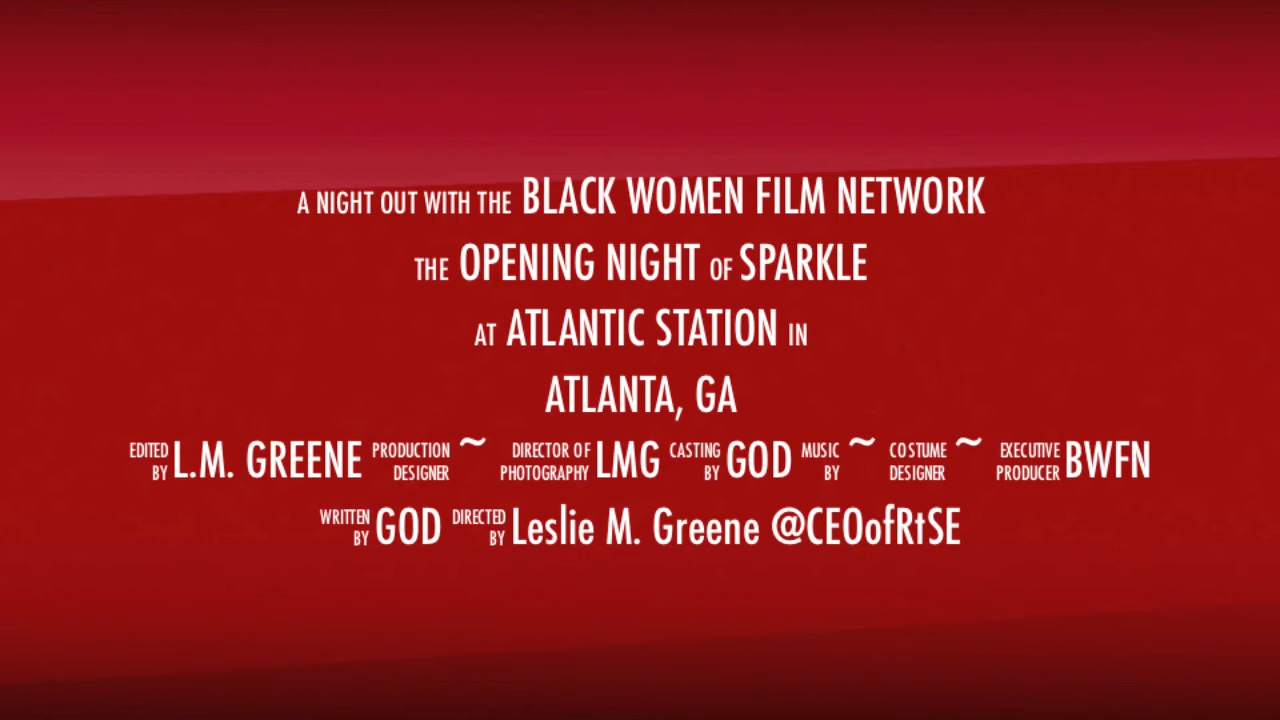 A NIGHT OUT WITH THE BLACK WOMEN FILM NETWORK
THE OPENING NIGHT OF SPARKLE
AT ATLANTIC STATION IN
ATLANTA, GA
EDITED BY L.M. GREENE PRODUCTION DESIGNER ~ DIRECTOR OF PHOTOGRAPHY LMG CASTING BY GOD MUSIC BY ~ COSTUME DESIGNER ~ EXECUTIVE PRODUCER BWFN
WRITTEN BY GOD DIRECTED BY Leslie M. Greene @CEOofRtSE